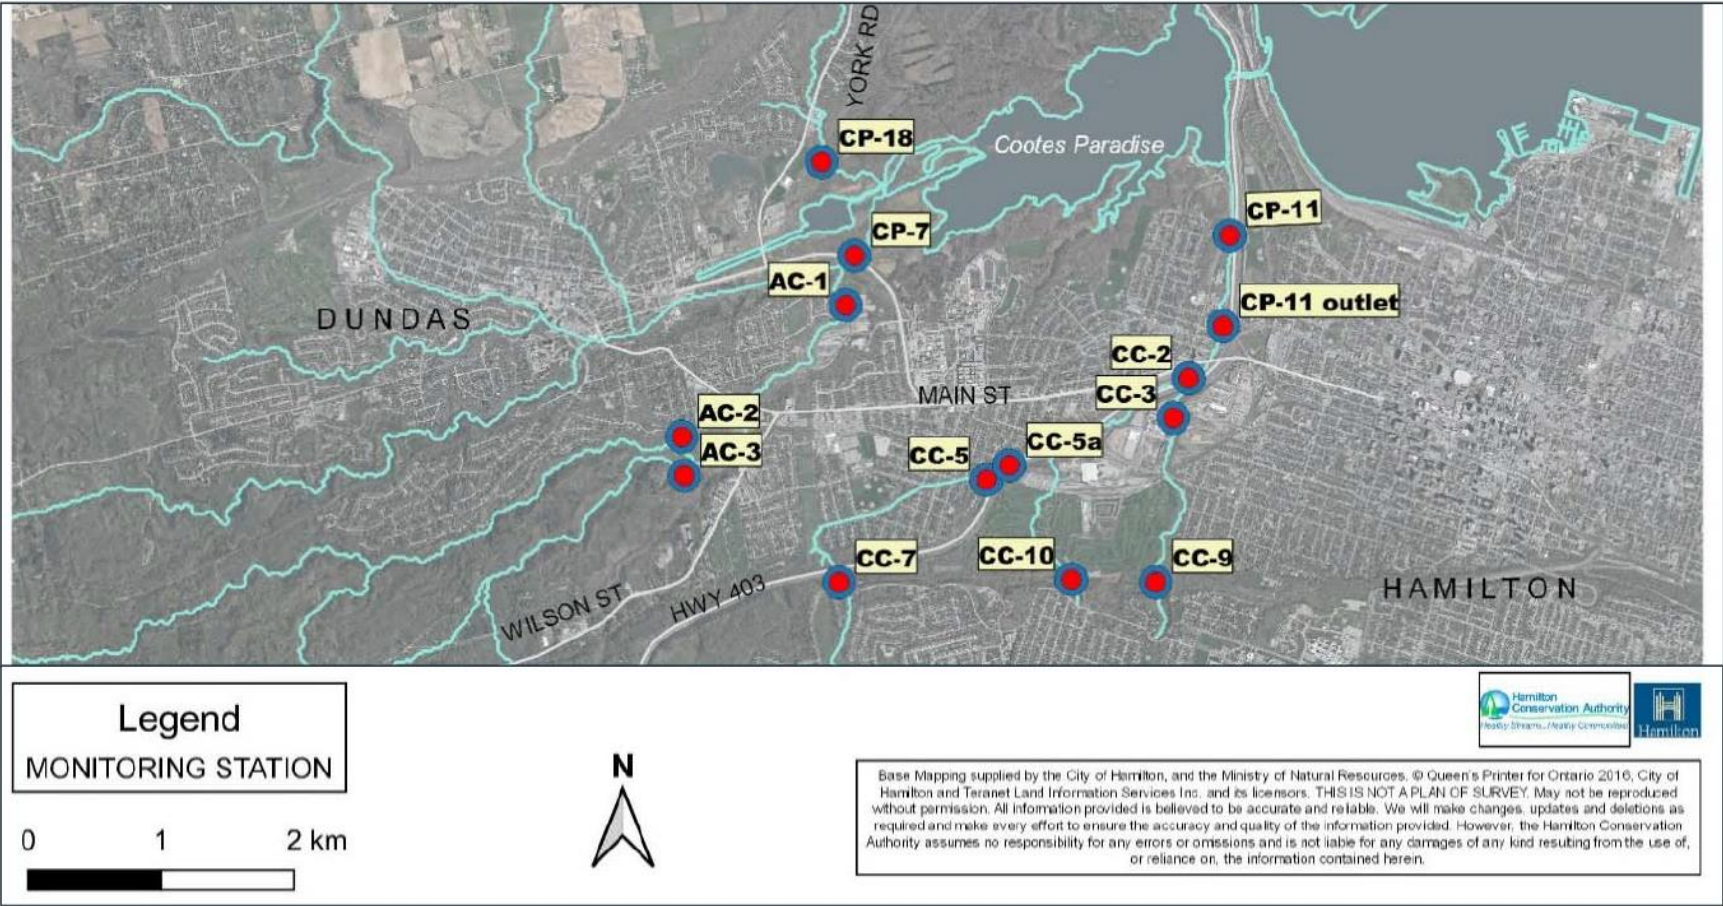 YORK RD
CP-18
Cootes Paradise
CP-11
CP-7
AC-1
CP-11 outlet
DUNDAS
CC-2
CC-3
MAIN ST
AC-2
AC-3
CC-5a
CC-5
CC-7
CC-10
CC-9
WILSON ST
HWY 403
HAMILTON
Legend
MONITORING STATION
N
0 1 2 km
Hamilton
Conservation Authority
Healthy Streams...Healthy Communities!
Hamilton
Base Mapping supplied by the City of Hamilton, and the Ministry of Natural Resources. © Queen's Printer for Ontario 2016, City of
Hamilton and Teranet Land Information Services Inc. and its licensors. THIS IS NOT A PLAN OF SURVEY. May not be reproduced
without permission. All information provided is believed to be accurate and reliable. We will make changes, updates and deletions as
required and make every effort to ensure the accuracy and quality of the information provided. However, the Hamilton Conservation
Authority assumes no responsibility for any errors or omissions and is not liable for any damages of any kind resulting from the use of,
or reliance on, the information contained herein.